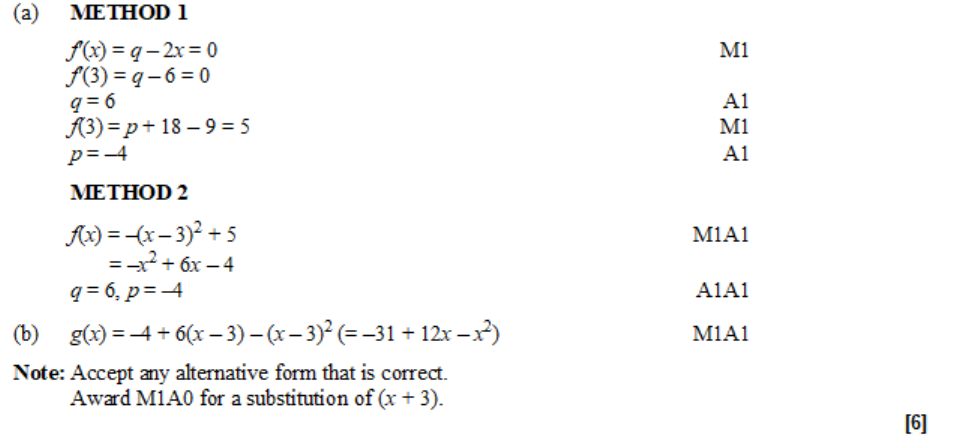 (a) METHOD 1
f'(x) = q – 2x = 0 M1
f'(3) = q – 6 = 0
q = 6 A1
f(3) = p + 18 – 9 = 5 M1
p = –4 A1
METHOD 2
f(x) = –(x – 3)² + 5 M1A1
= –x² + 6x – 4
q = 6, p = –4 A1A1
(b) g(x) = –4 + 6(x – 3) – (x – 3)² (= –31 + 12x – x²) M1A1
Note: Accept any alternative form that is correct.
Award M1A0 for a substitution of (x + 3).
[6]